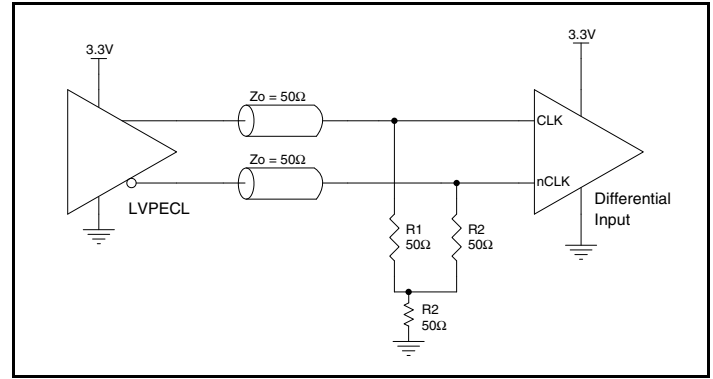 3.3V
3.3V
Zo = 50Ω
CLK
Zo = 50Ω
nCLK
LVPECL
Differential
Input
R1
50Ω
R2
50Ω
R2
50Ω